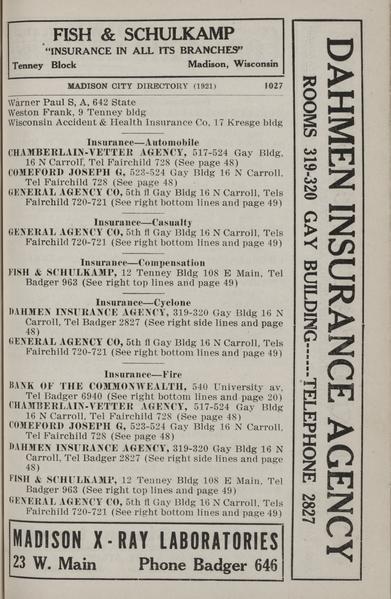 FISH & SCHULKAMP
"INSURANCE IN ALL ITS BRANCHES"
Tenney Block Madison, Wisconsin
MADISON CITY DIRECTORY (1921) 1027
Warner Paul S, A, 642 State
Weston Frank, 9 Tenney bldg
Wisconsin Accident & Health Insurance Co, 17 Kresge bldg
Insurance—Automobile
CHAMBERLAIN-VETTER AGENCY, 517-524 Gay Bldg,
16 N Carroll, Tel Fairchild 728 (See page 48)
COMEFORD JOSEPH G, 523-524 Gay Bldg 16 N Carroll,
Tel Fairchild 728 (See page 48)
GENERAL AGENCY CO, 5th fl Gay Bldg 16 N Carroll, Tels
Fairchild 720-721 (See right bottom lines and page 49)
Insurance—Casualty
GENERAL AGENCY CO, 5th fl Gay Bldg 16 N Carroll, Tels
Fairchild 720-721 (See right bottom lines and page 49)
Insurance—Compensation
FISH & SCHULKAMP, 12 Tenney Bldg 108 E Main, Tel
Badger 963 (See right top lines and page 49)
Insurance—Cyclone
DAHMEN INSURANCE AGENCY, 319-320 Gay Bldg 16 N
Carroll, Tel Badger 2827 (See right side lines and page
48)
GENERAL AGENCY CO, 5th fl Gay Bldg 16 N Carroll, Tels
Fairchild 720-721 (See right bottom lines and page 49)
Insurance—Fire
BANK OF THE COMMONWEALTH, 540 University av,
Tel Badger 6940 (See right bottom lines and page 20)
CHAMBERLAIN-VETTER AGENCY, 517-524 Gay Bldg
16 N Carroll, Tel Fairchild 728 (See page 48)
COMEFORD JOSEPH G, 523-524 Gay Bldg 16 N Carroll,
Tel Fairchild 728 (See page 48)
DAHMEN INSURANCE AGENCY, 319-320 Gay Bldg 16 N
Carroll, Tel Badger 2827 (See right side lines and page
48)
FISH & SCHULKAMP, 12 Tenney Bldg 108 E Main, Tel
Badger 963 (See right top lines and page 49)
GENERAL AGENCY CO, 5th fl Gay Bldg 16 N Carroll, Tels
Fairchild 720-721 (See right bottom lines and page 49)
MADISON X-RAY LABORATORIES
23 W. Main Phone Badger 646
DAHMEN INSURANCE AGENCY
ROOMS 319-320 GAY BUILDING------TELEPHONE 2827